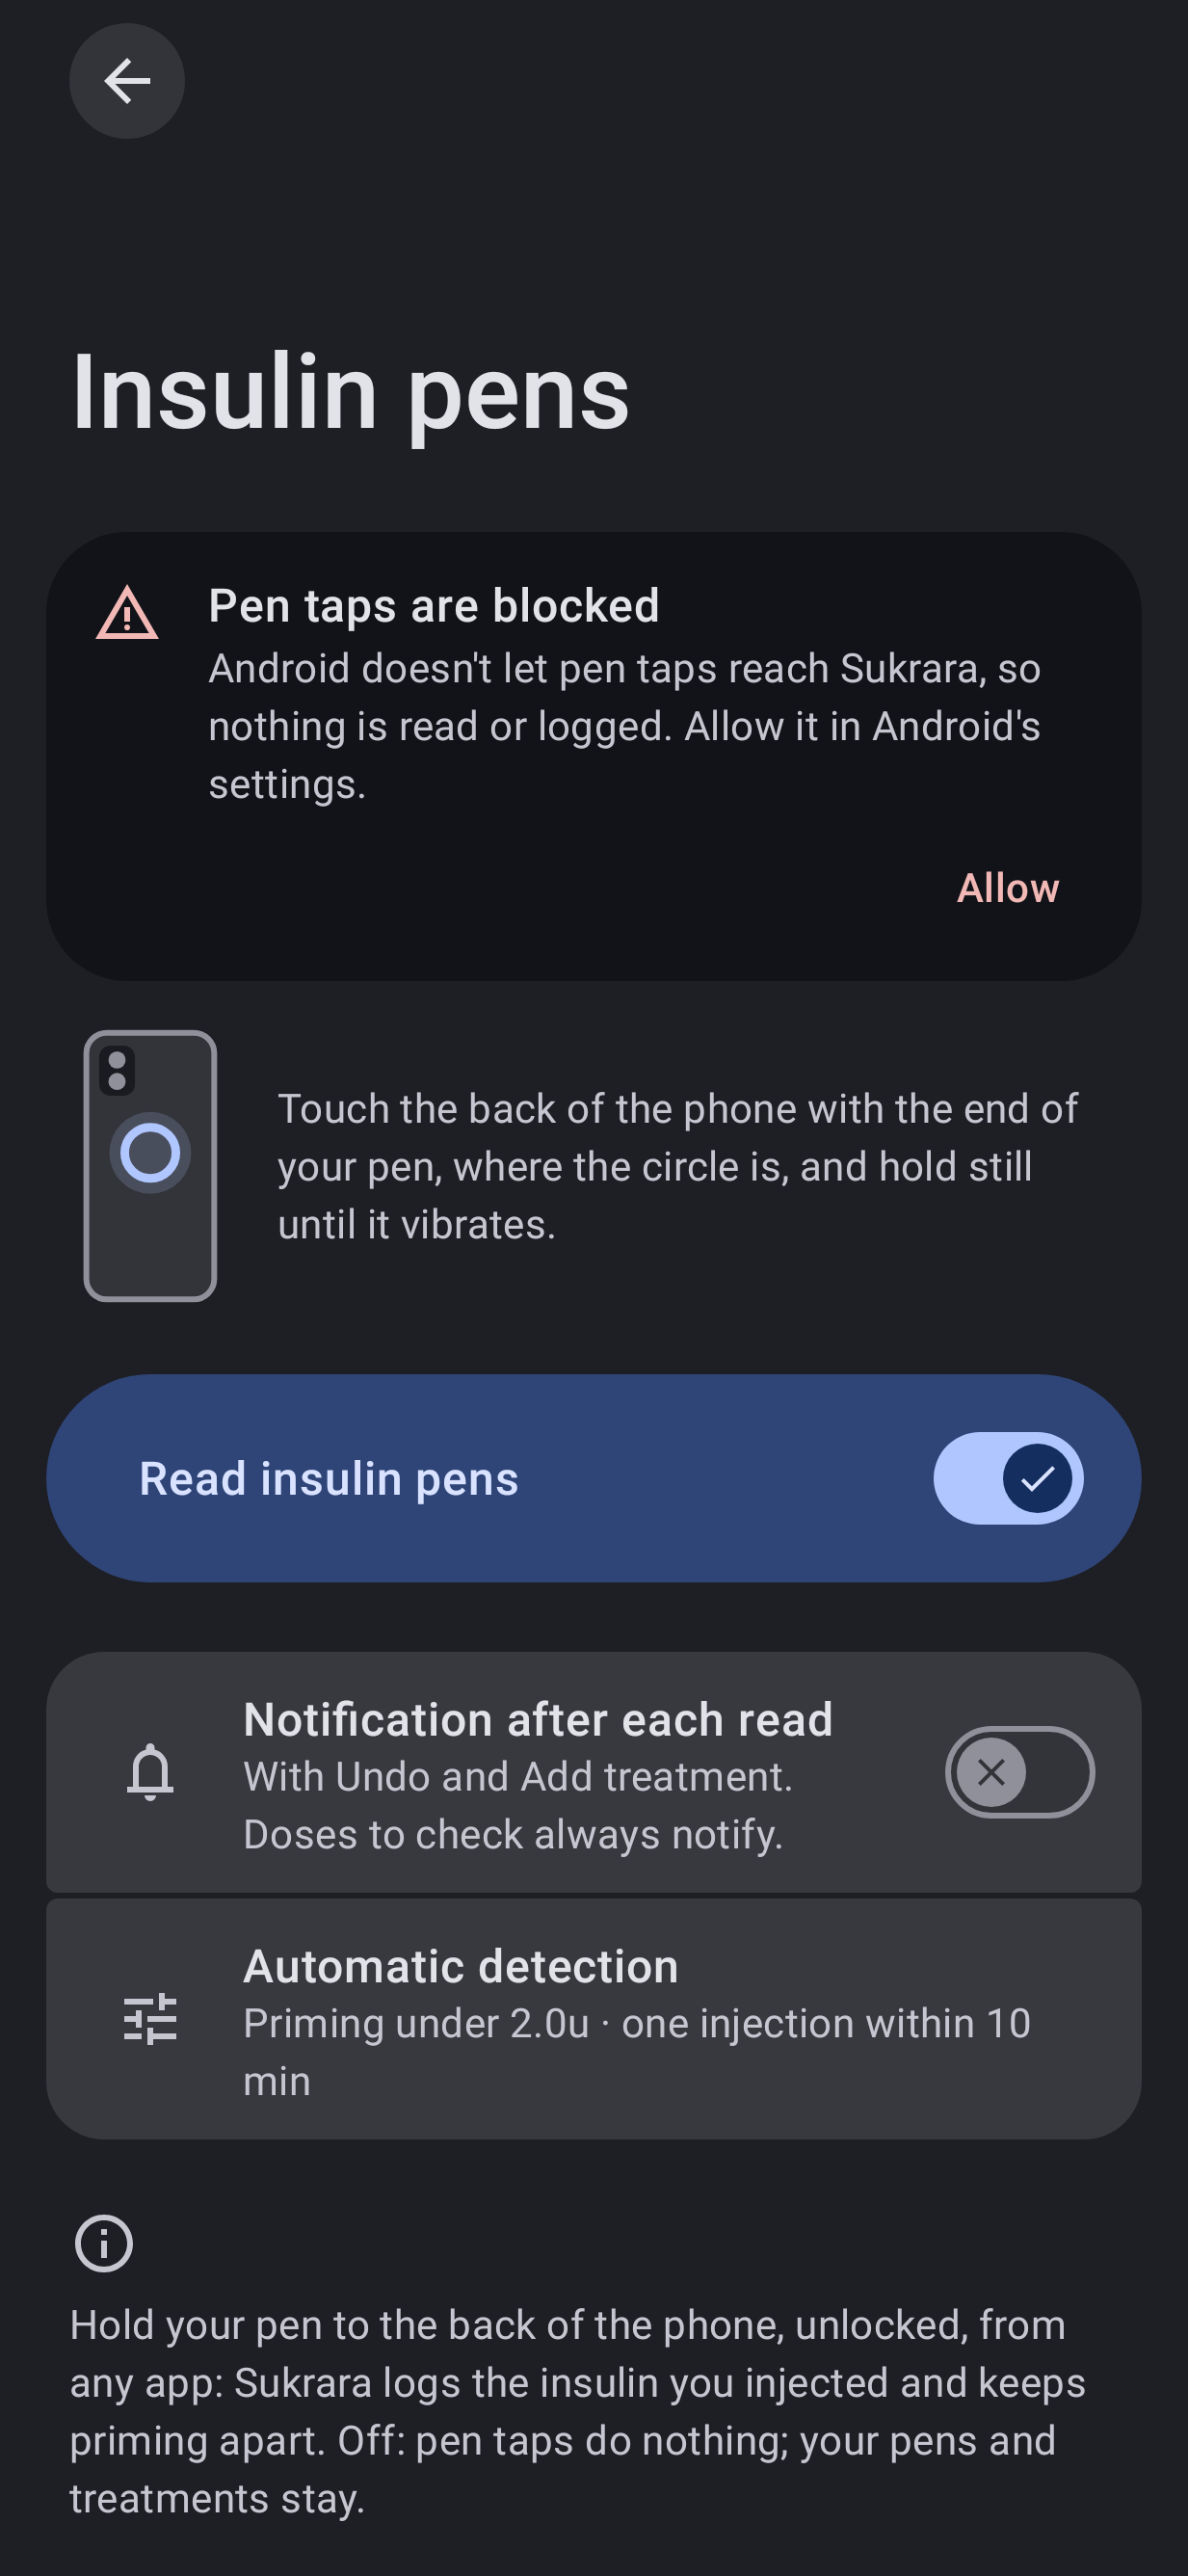 Insulin pens
Pen taps are blocked
Android doesn't let pen taps reach Sukrara, so
nothing is read or logged. Allow it in Android's
settings.
Allow
Touch the back of the phone with the end of
your pen, where the circle is, and hold still
until it vibrates.
Read insulin pens
Notification after each read
With Undo and Add treatment.
Doses to check always notify.
Automatic detection
Priming under 2.0u · one injection within 10
min
Hold your pen to the back of the phone, unlocked, from
any app: Sukrara logs the insulin you injected and keeps
priming apart. Off: pen taps do nothing; your pens and
treatments stay.